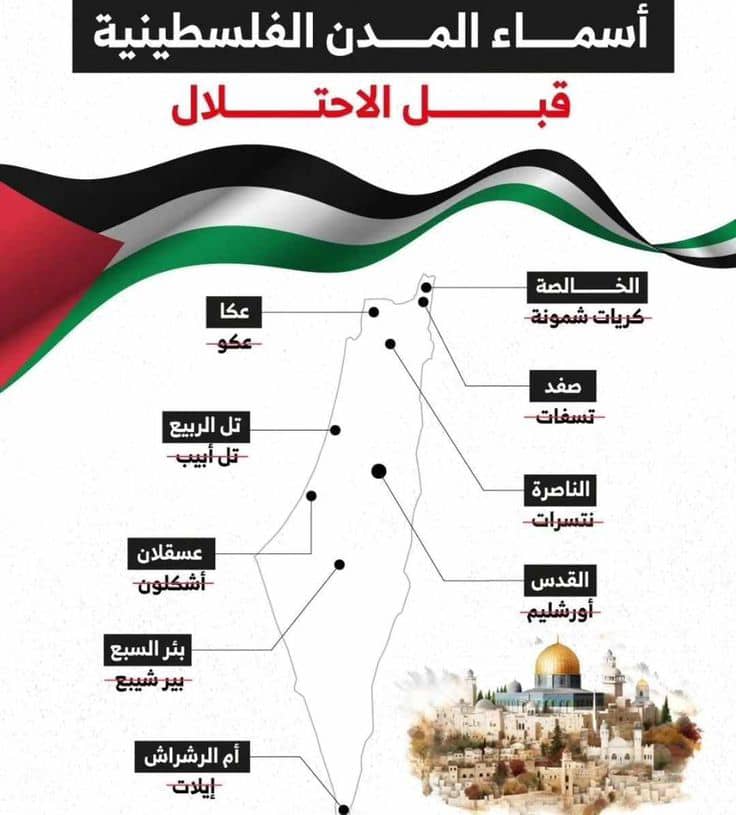 أسماء المدن الفلسطينية
قبل الاحتلال
الخالصة
كريات شمونة
عكا
عكو
صفد
تسفات
تل الربيع
تل أبيب
الناصرة
نتسرات
عسقلان
أشكلون
القدس
أورشليم
بئر السبع
بير شيبع
أم الرشراش
إيلات